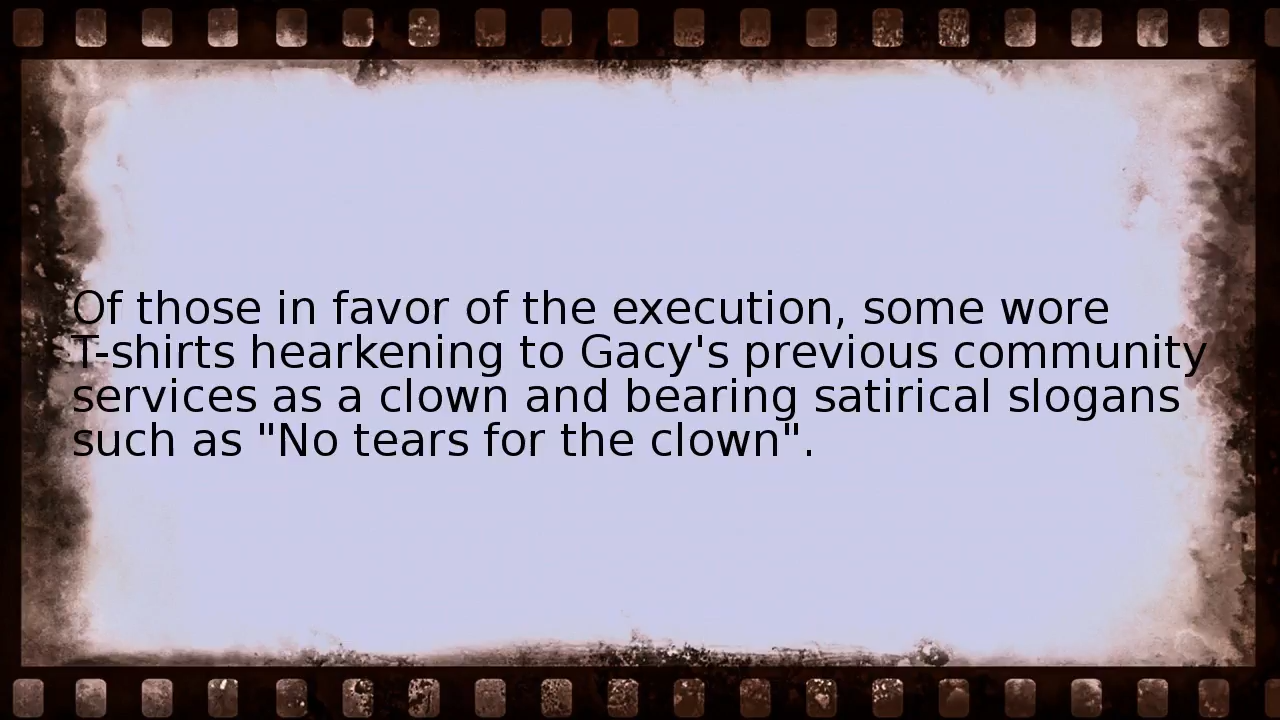 Of those in favor of the execution, some wore
T-shirts hearkening to Gacy's previous community
services as a clown and bearing satirical slogans
such as "No tears for the clown".